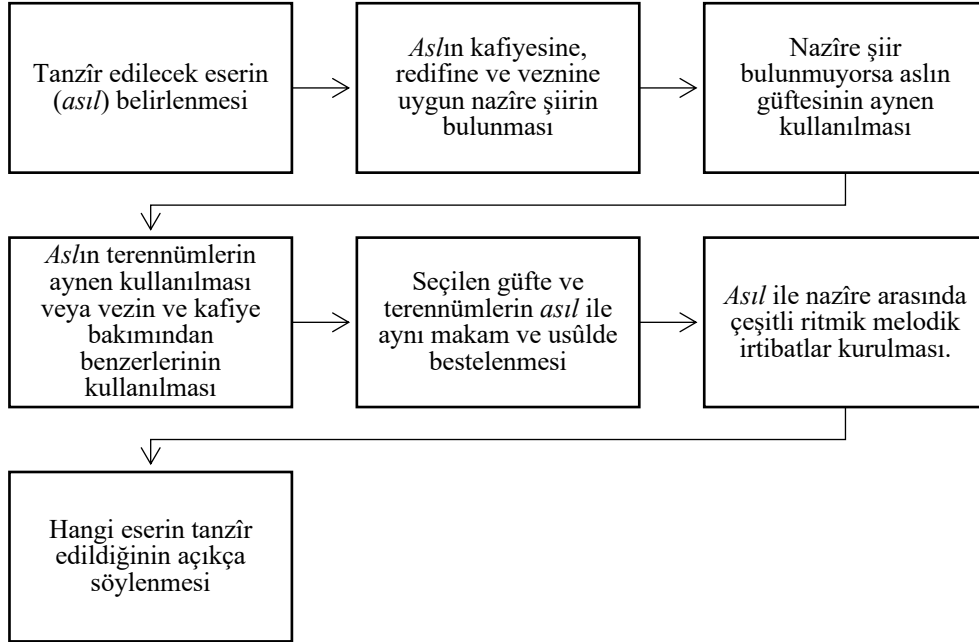 Tanzîr edilecek eserin
(asıl) belirlenmesi
Aslın kafiyesine,
redifine ve veznine
uygun nazîre şiirin
bulunması
Nazîre şiir
bulunmuyorsa aslın
güftesinin aynen
kullanılması
Aslın terennümlerin
aynen kullanılması
veya vezin ve kafiye
bakımından
benzerlerinin
kullanılması
Seçilen güfte ve
terennümlerin asıl ile
aynı makam ve usûlde
bestelenmesi
Asıl ile nazîre arasında
çeşitli ritmik melodik
irtibatlar kurulması.
Hangi eserin tanzîr
edildiğinin açıkça
söylenmesi